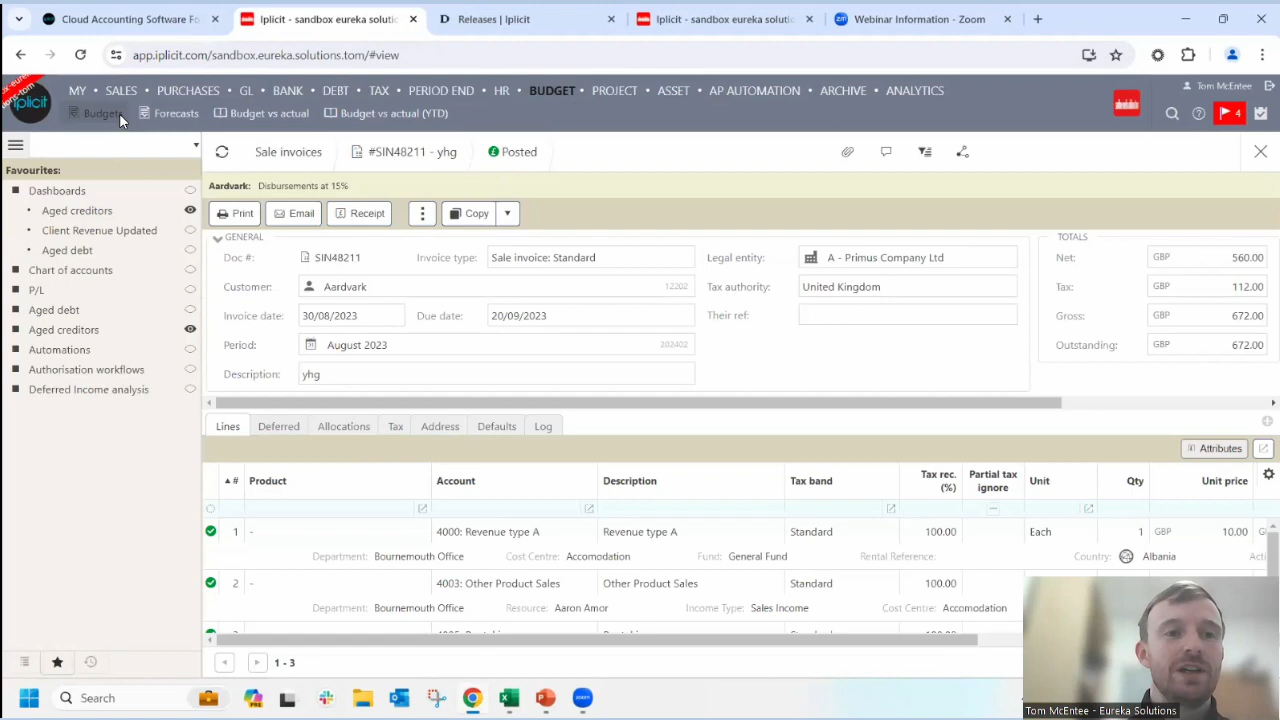 Cloud Accounting Software Fo
Iplicit - sandbox eureka solutio
Releases | Iplicit
Iplicit - sandbox eureka solutio
Webinar Information - Zoom
app.iplicit.com/sandbox.eureka.solutions.tom/#view
iplicit
MY • SALES • PURCHASES • GL • BANK • DEBT • TAX • PERIOD END • HR • BUDGET • PROJECT • ASSET • AP AUTOMATION • ARCHIVE • ANALYTICS
Tom McEntee
Budgets
Forecasts
Budget vs actual
Budget vs actual (YTD)
4
Sale invoices
#SIN48211 - yhg
Posted
Favourites:
Dashboards
Aged creditors
Client Revenue Updated
Aged debt
Chart of accounts
P/L
Aged debt
Aged creditors
Automations
Authorisation workflows
Deferred Income analysis
Aardvark: Disbursements at 15%
Print
Email
Receipt
Copy
GENERAL
Doc #: SIN48211
Invoice type: Sale invoice: Standard
Legal entity: A - Primus Company Ltd
Customer: Aardvark 12202
Tax authority: United Kingdom
Invoice date: 30/08/2023
Due date: 20/09/2023
Their ref:
Period: August 2023 202402
Description: yhg
TOTALS
Net: GBP 560.00
Tax: GBP 112.00
Gross: GBP 672.00
Outstanding: GBP 672.00
Lines
Deferred
Allocations
Tax
Address
Defaults
Log
Attributes
# Product Account Description Tax band Tax rec. (%) Partial tax ignore Unit Qty Unit price
1 - 4000: Revenue type A Revenue type A Standard 100.00 Each 1 GBP 10.00
Department: Bournemouth Office Cost Centre: Accomodation Fund: General Fund Rental Reference: Country: Albania
2 - 4003: Other Product Sales Other Product Sales Standard 100.00
Department: Bournemouth Office Resource: Aaron Amor Income Type: Sales Income Cost Centre: Accomodation
1 - 3
Search
Tom McEntee - Eureka Solutions